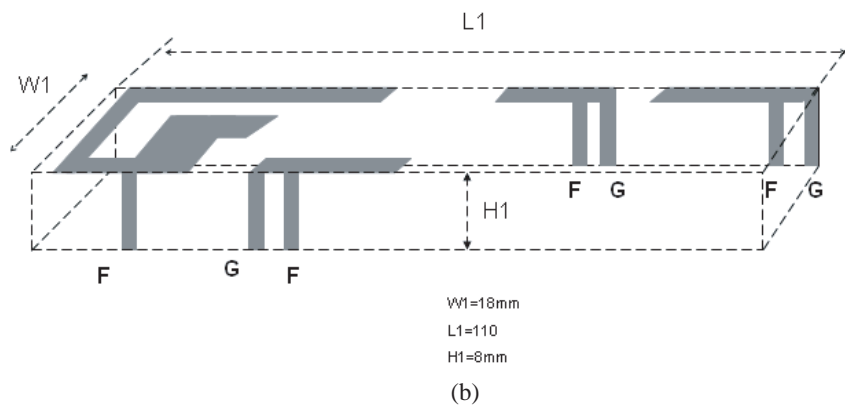 L1
W1
H1
F G F G
F G F
W1=18mm
L1=110
H1=8mm
(b)